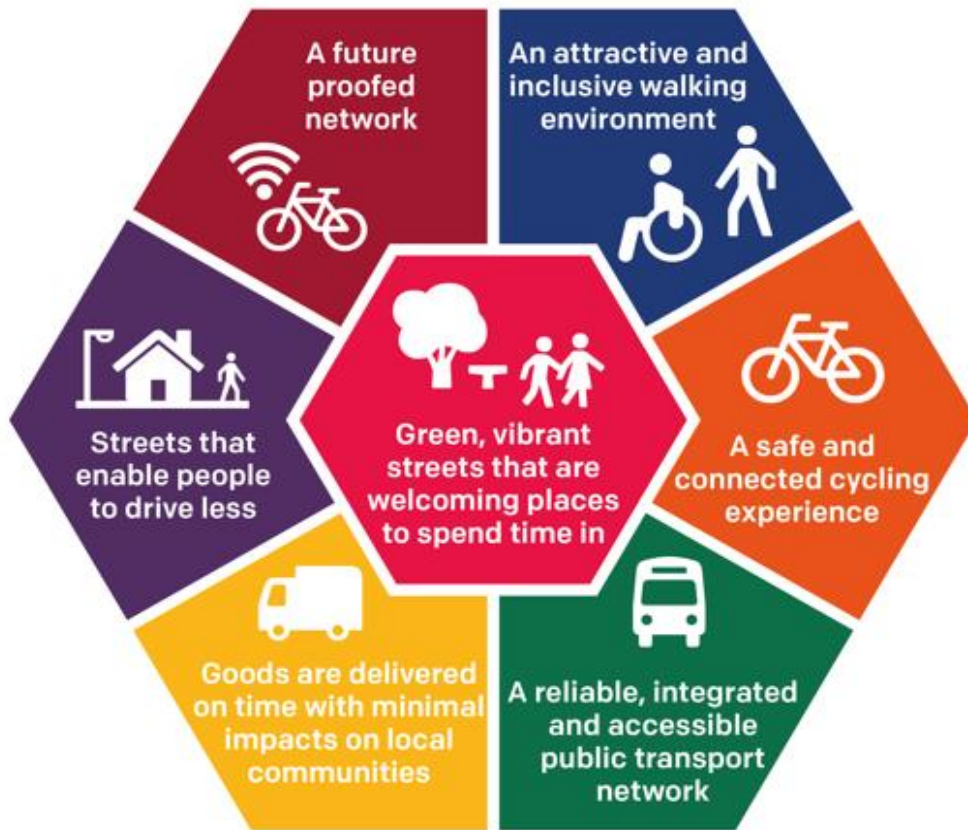 A future
proofed
network
An attractive and
inclusive walking
environment
Streets that
enable people
to drive less
Green, vibrant
streets that are
welcoming places
to spend time in
A safe and
connected cycling
experience
Goods are delivered
on time with minimal
impacts on local
communities
A reliable, integrated
and accessible
public transport
network